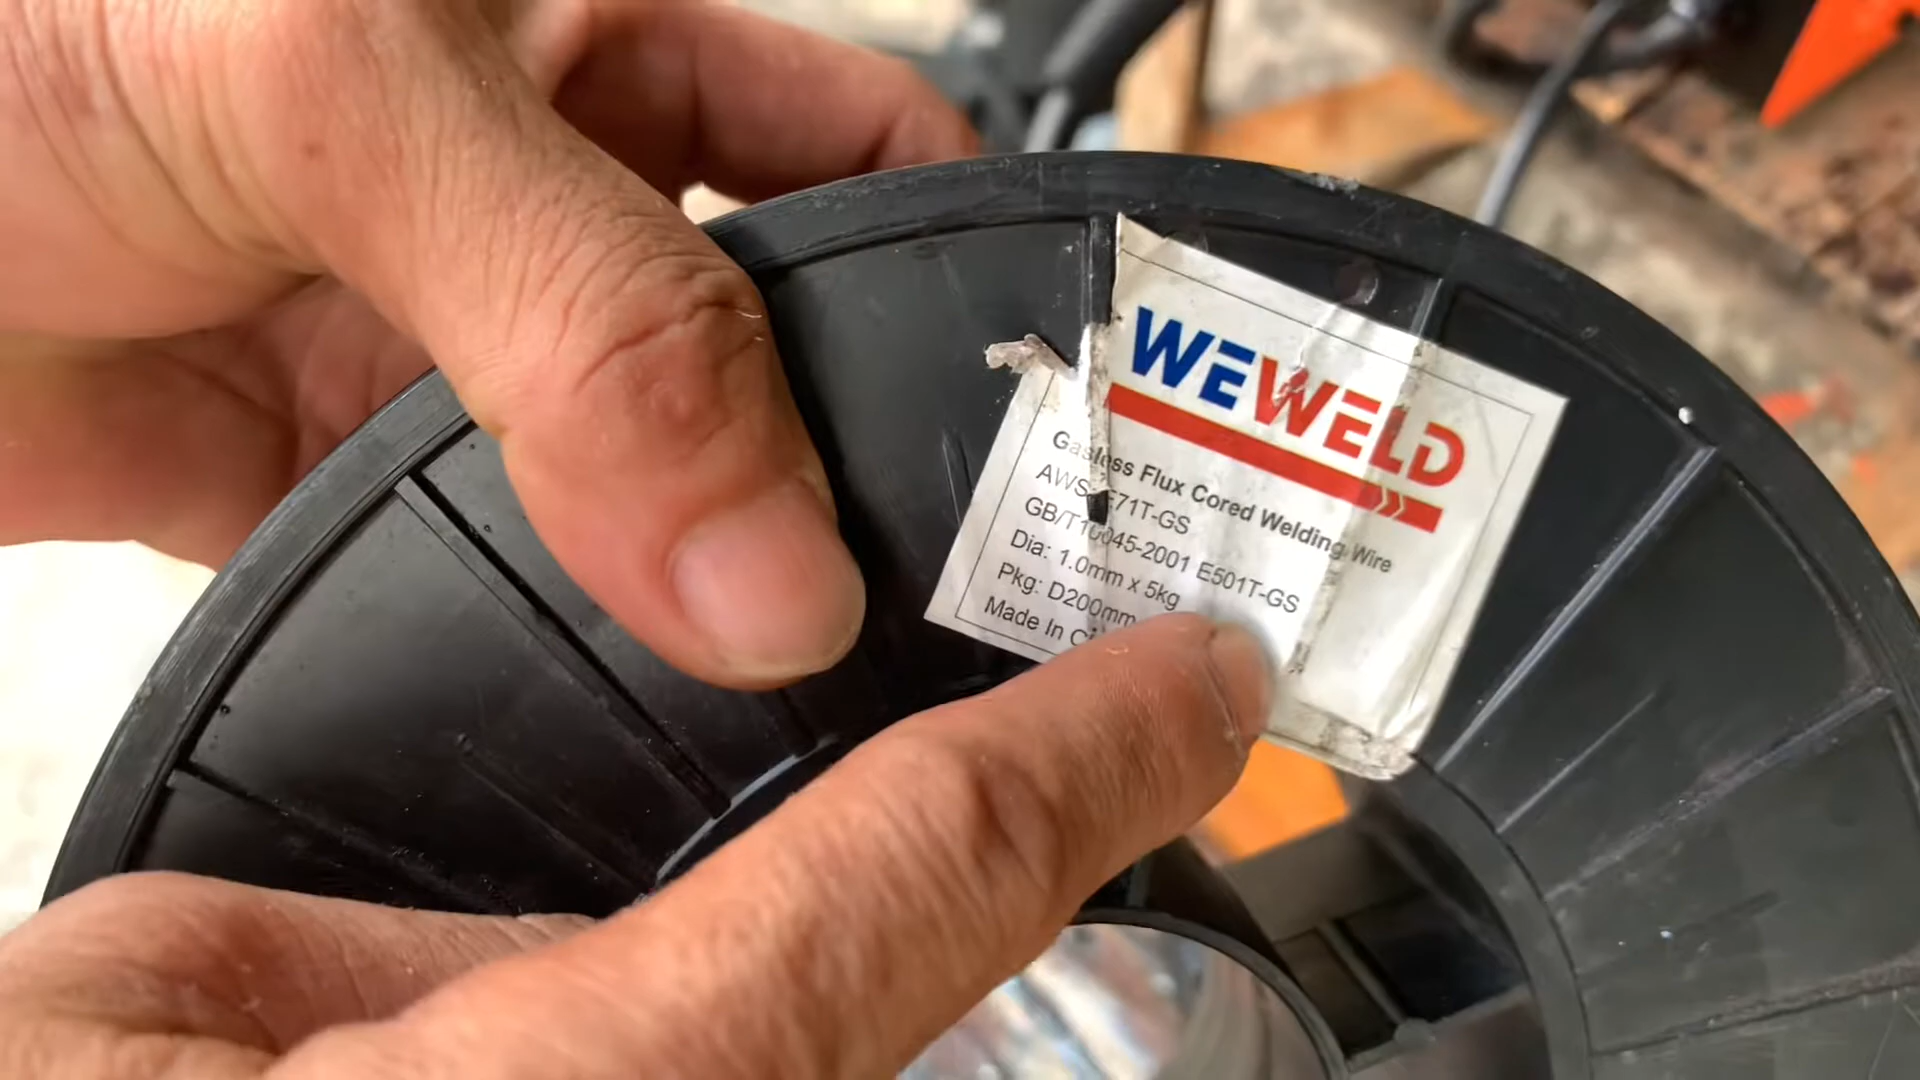 WEWELD
Gasless Flux Cored Welding Wire
AWS E71T-GS
GB/T10045-2001 E501T-GS
Dia: 1.0mm x 5kg
Pkg: D200mm
Made In